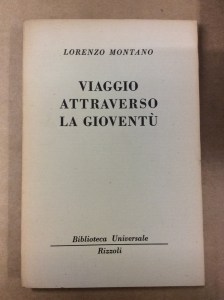 LORENZO MONTANO
VIAGGIO
ATTRAVERSO
LA GIOVENTÙ
Biblioteca Universale
Rizzoli